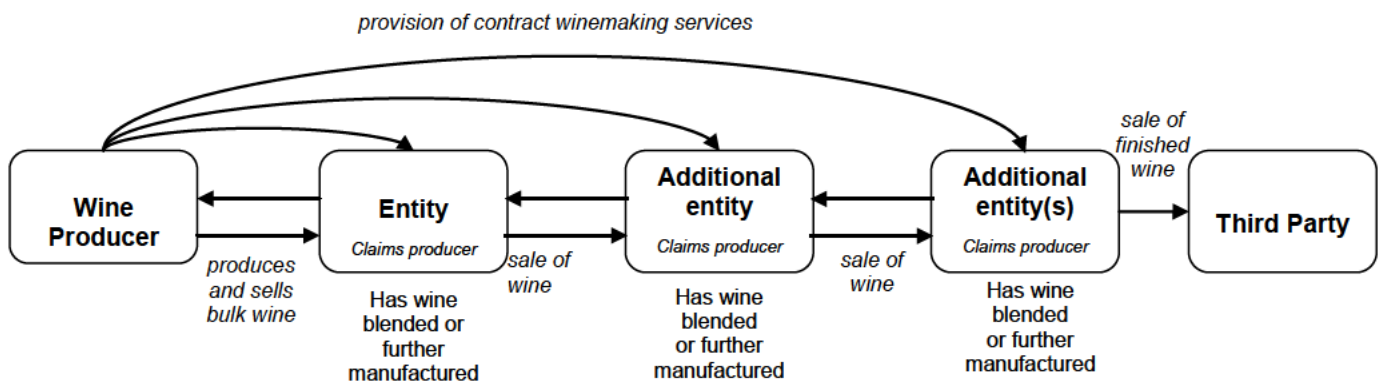 provision of contract winemaking services
Wine
Producer
produces
and sells
bulk wine
Entity
Claims producer
Has wine
blended or
further
manufactured
sale of
wine
Additional
entity
Claims producer
Has wine
blended
or further
manufactured
sale of
wine
Additional
entity(s)
Claims producer
Has wine
blended
or further
manufactured
sale of
finished
wine
Third Party